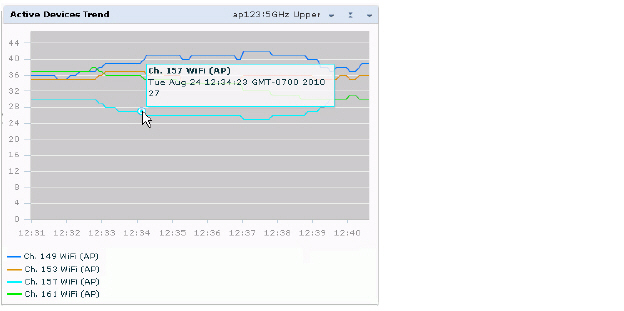 Active Devices Trend
ap123:5GHz Upper
44
40
36
32
28
24
20
16
12
8
4
0
Ch. 157 WiFi (AP)
Tue Aug 24 12:34:23 GMT-0700 2010
27
12:31 12:32 12:33 12:34 12:35 12:36 12:37 12:38 12:39 12:40
Ch. 149 WiFi (AP)
Ch. 153 WiFi (AP)
Ch. 157 WiFi (AP)
Ch. 161 WiFi (AP)